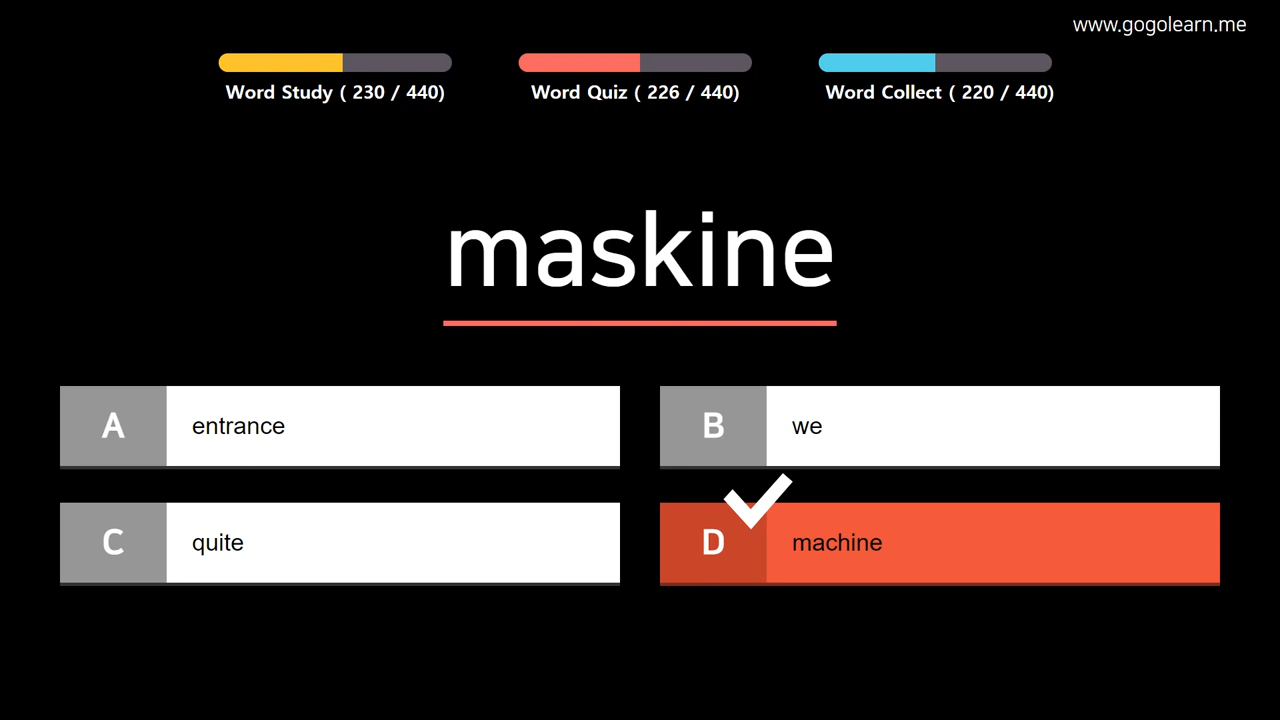 www.gogolearn.me
Word Study ( 230 / 440)
Word Quiz ( 226 / 440)
Word Collect ( 220 / 440)
maskine
A entrance
B we
C quite
D machine